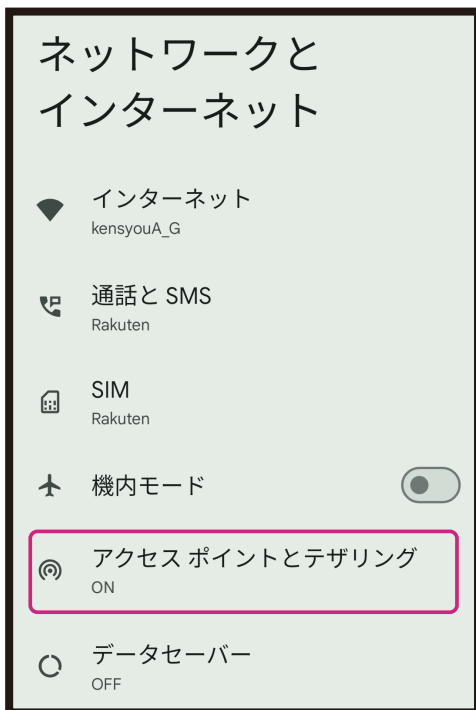 ネットワークと
インターネット
インターネット
kensyouA_G
通話と SMS
Rakuten
SIM
Rakuten
機内モード
アクセス ポイントとテザリング
ON
データセーバー
OFF